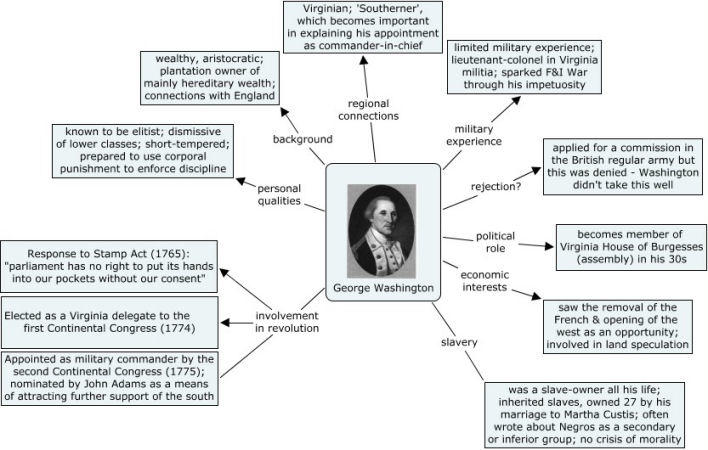 Virginian; 'Southerner',
which becomes important
in explaining his appointment
as commander-in-chief
wealthy, aristocratic;
plantation owner of
mainly hereditary wealth;
connections with England
limited military experience;
lieutenant-colonel in Virginia
militia; sparked F&I War
through his impetuosity
regional
connections
background
military
experience
known to be elitist; dismissive
of lower classes; short-tempered;
prepared to use corporal
punishment to enforce discipline
personal
qualities
applied for a commission in
the British regular army but
this was denied - Washington
didn't take this well
rejection?
political
role
becomes member of
Virginia House of Burgesses
(assembly) in his 30s
George Washington
economic
interests
saw the removal of the
French & opening of the
west as an opportunity;
involved in land speculation
Response to Stamp Act (1765):
"parliament has no right to put its hands
into our pockets without our consent"
Elected as a Virginia delegate to the
first Continental Congress (1774)
involvement
in revolution
Appointed as military commander by the
second Continental Congress (1775);
nominated by John Adams as a means
of attracting further support of the south
slavery
was a slave-owner all his life;
inherited slaves, owned 27 by his
marriage to Martha Custis; often
wrote about Negros as a secondary
or inferior group; no crisis of morality